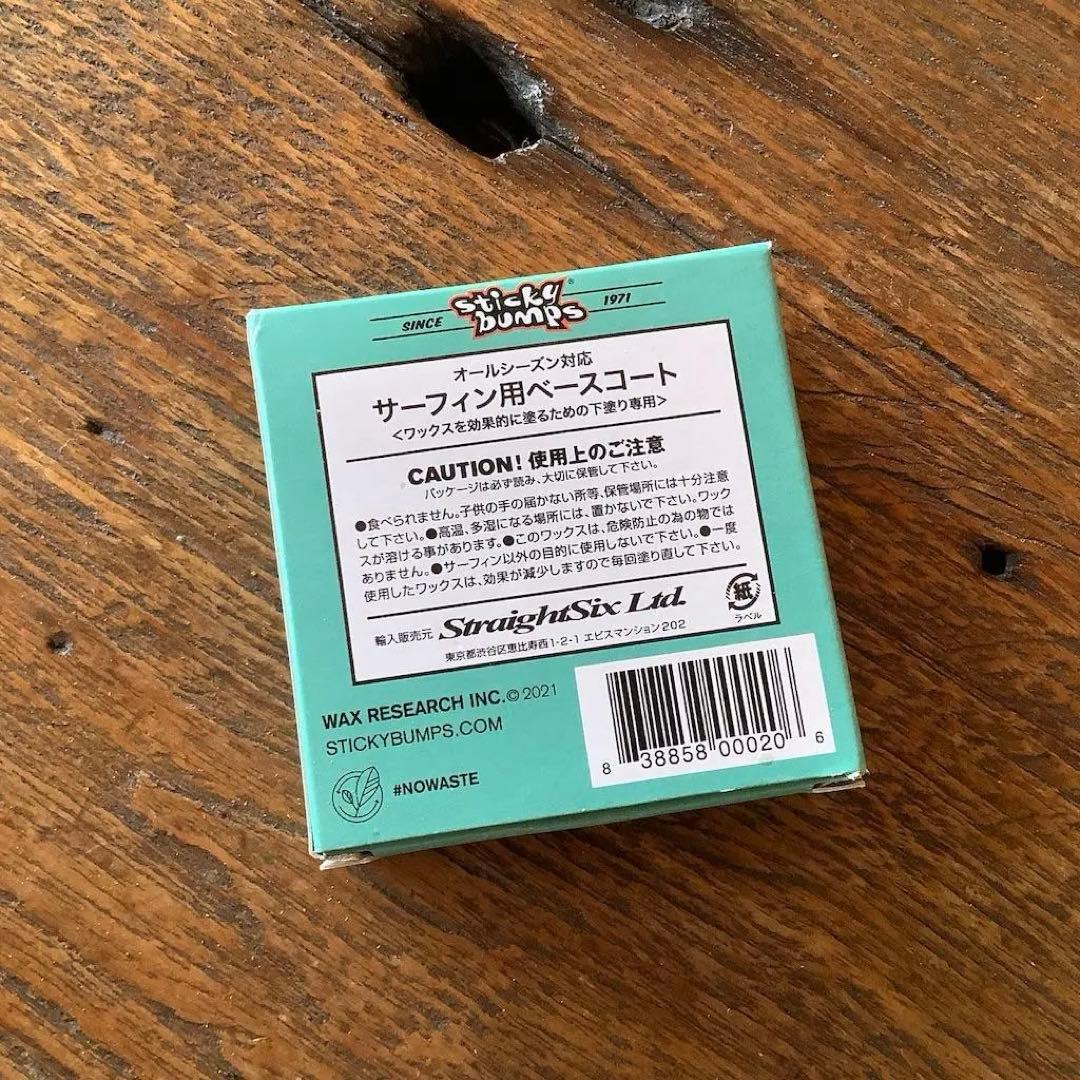 SINCE sticky bumps® 1971
オールシーズン対応
サーフィン用ベースコート
<ワックスを効果的に塗るための下塗り専用>
CAUTION! 使用上のご注意
パッケージは必ず読み、大切に保管して下さい。
●食べられません。子供の手の届かない所等、保管場所には十分注意
して下さい。●高温、多湿になる場所には、置かないで下さい。ワック
スが溶ける事があります。●このワックスは、危険防止の為の物では
ありません。●サーフィン以外の目的に使用しないで下さい。●一度
使用したワックスは、効果が減少しますので毎回塗り直して下さい。
輸入販売元 StraightSix Ltd.
東京都渋谷区恵比寿西1-2-1 エビスマンション202
紙
ラベル
WAX RESEARCH INC.©2021
STICKYBUMPS.COM
#NOWASTE
8 38858 00020 6